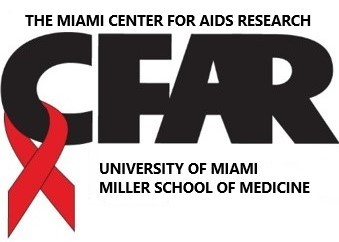 THE MIAMI CENTER FOR AIDS RESEARCH
CFAR
UNIVERSITY OF MIAMI
MILLER SCHOOL OF MEDICINE